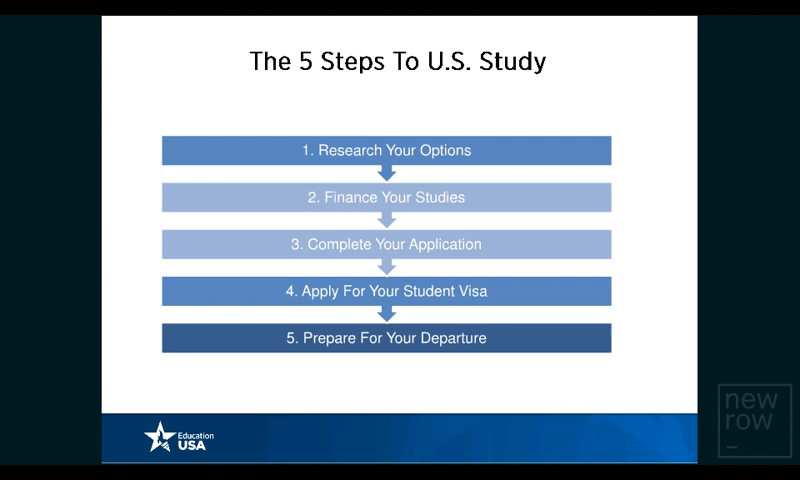 The 5 Steps To U.S. Study
1. Research Your Options
2. Finance Your Studies
3. Complete Your Application
4. Apply For Your Student Visa
5. Prepare For Your Departure
Education
USA
new
row